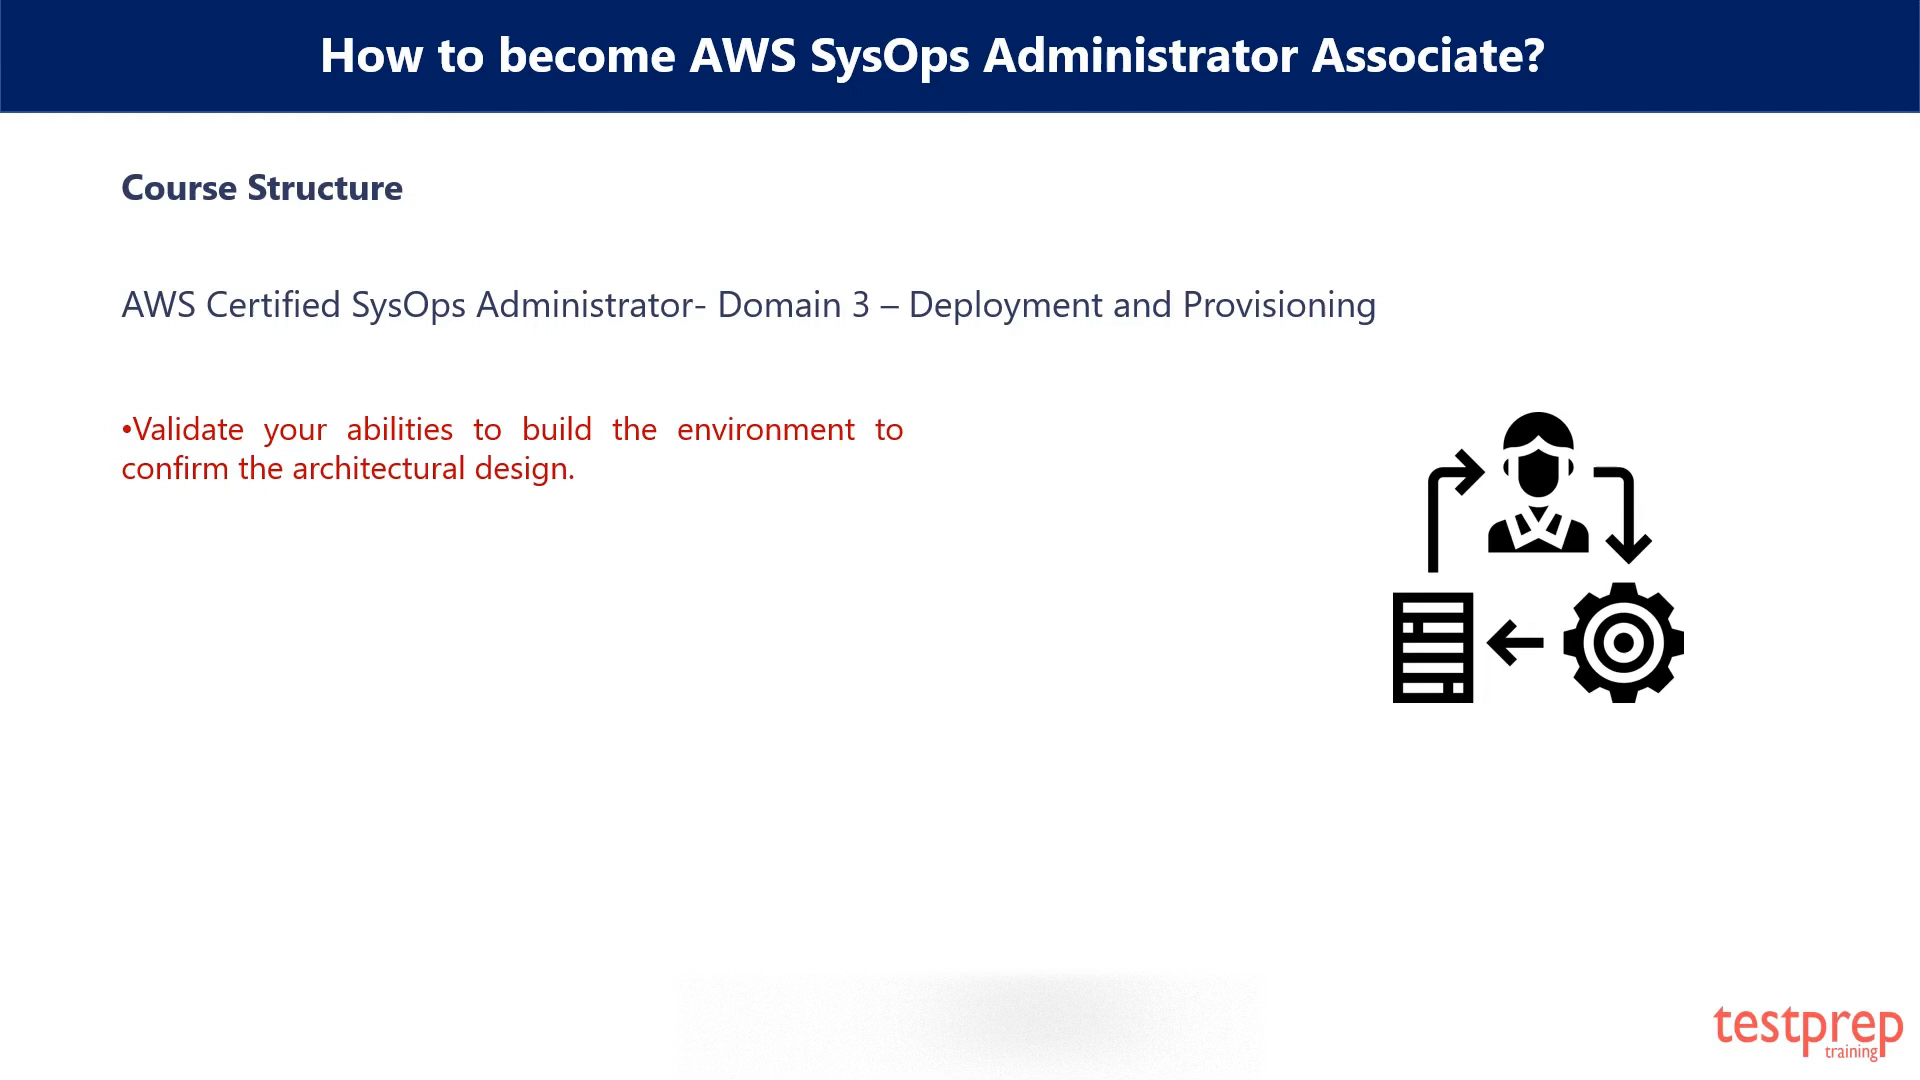 How to become AWS SysOps Administrator Associate?
Course Structure
AWS Certified SysOps Administrator- Domain 3 – Deployment and Provisioning
•Validate your abilities to build the environment to
confirm the architectural design.
testprep
training